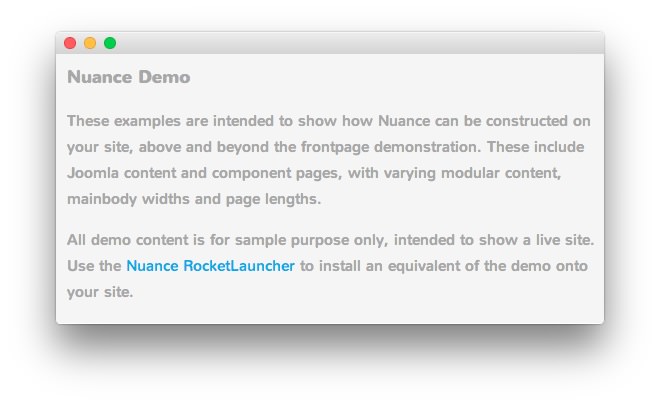 Nuance Demo
These examples are intended to show how Nuance can be constructed on
your site, above and beyond the frontpage demonstration. These include
Joomla content and component pages, with varying modular content,
mainbody widths and page lengths.
All demo content is for sample purpose only, intended to show a live site.
Use the Nuance RocketLauncher to install an equivalent of the demo onto
your site.